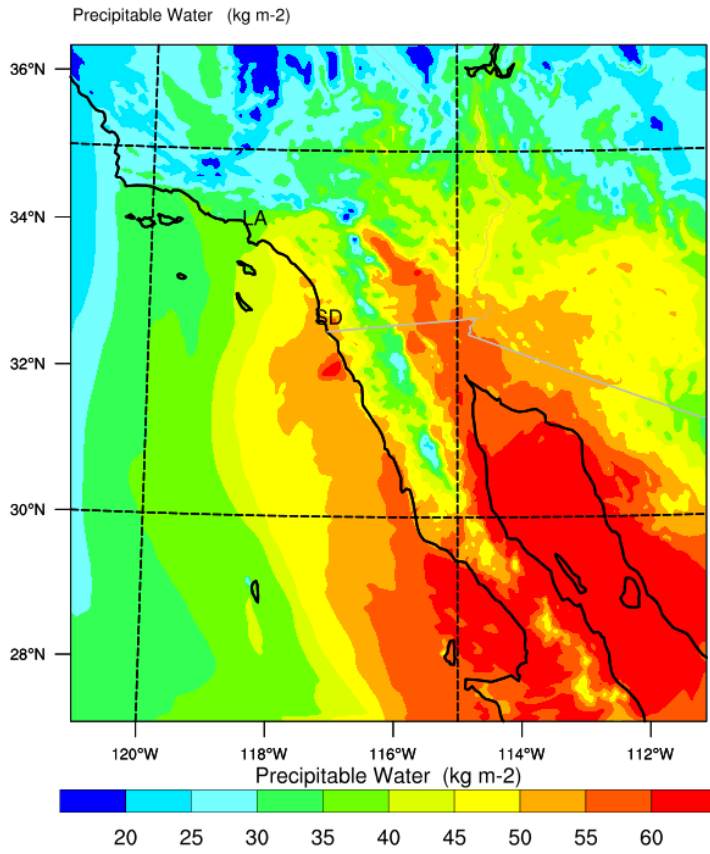 Precipitable Water (kg m-2)
36°N
34°N
LA
SD
32°N
30°N
28°N
120°W 118°W 116°W 114°W 112°W
Precipitable Water (kg m-2)
20 25 30 35 40 45 50 55 60